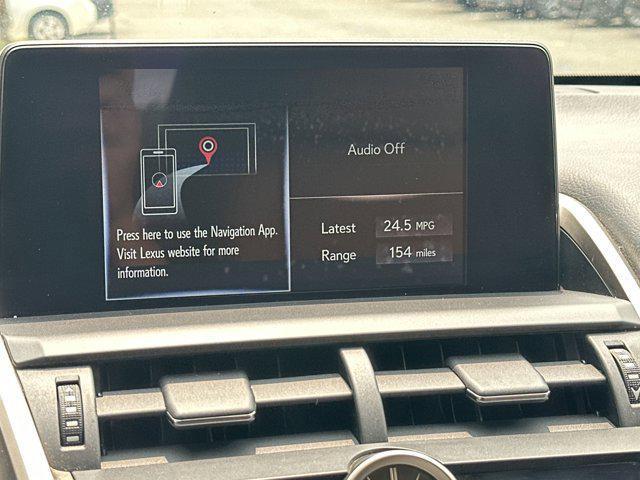 Press here to use the Navigation App.
Visit Lexus website for more
information.
Audio Off
Latest 24.5 MPG
Range 154 miles